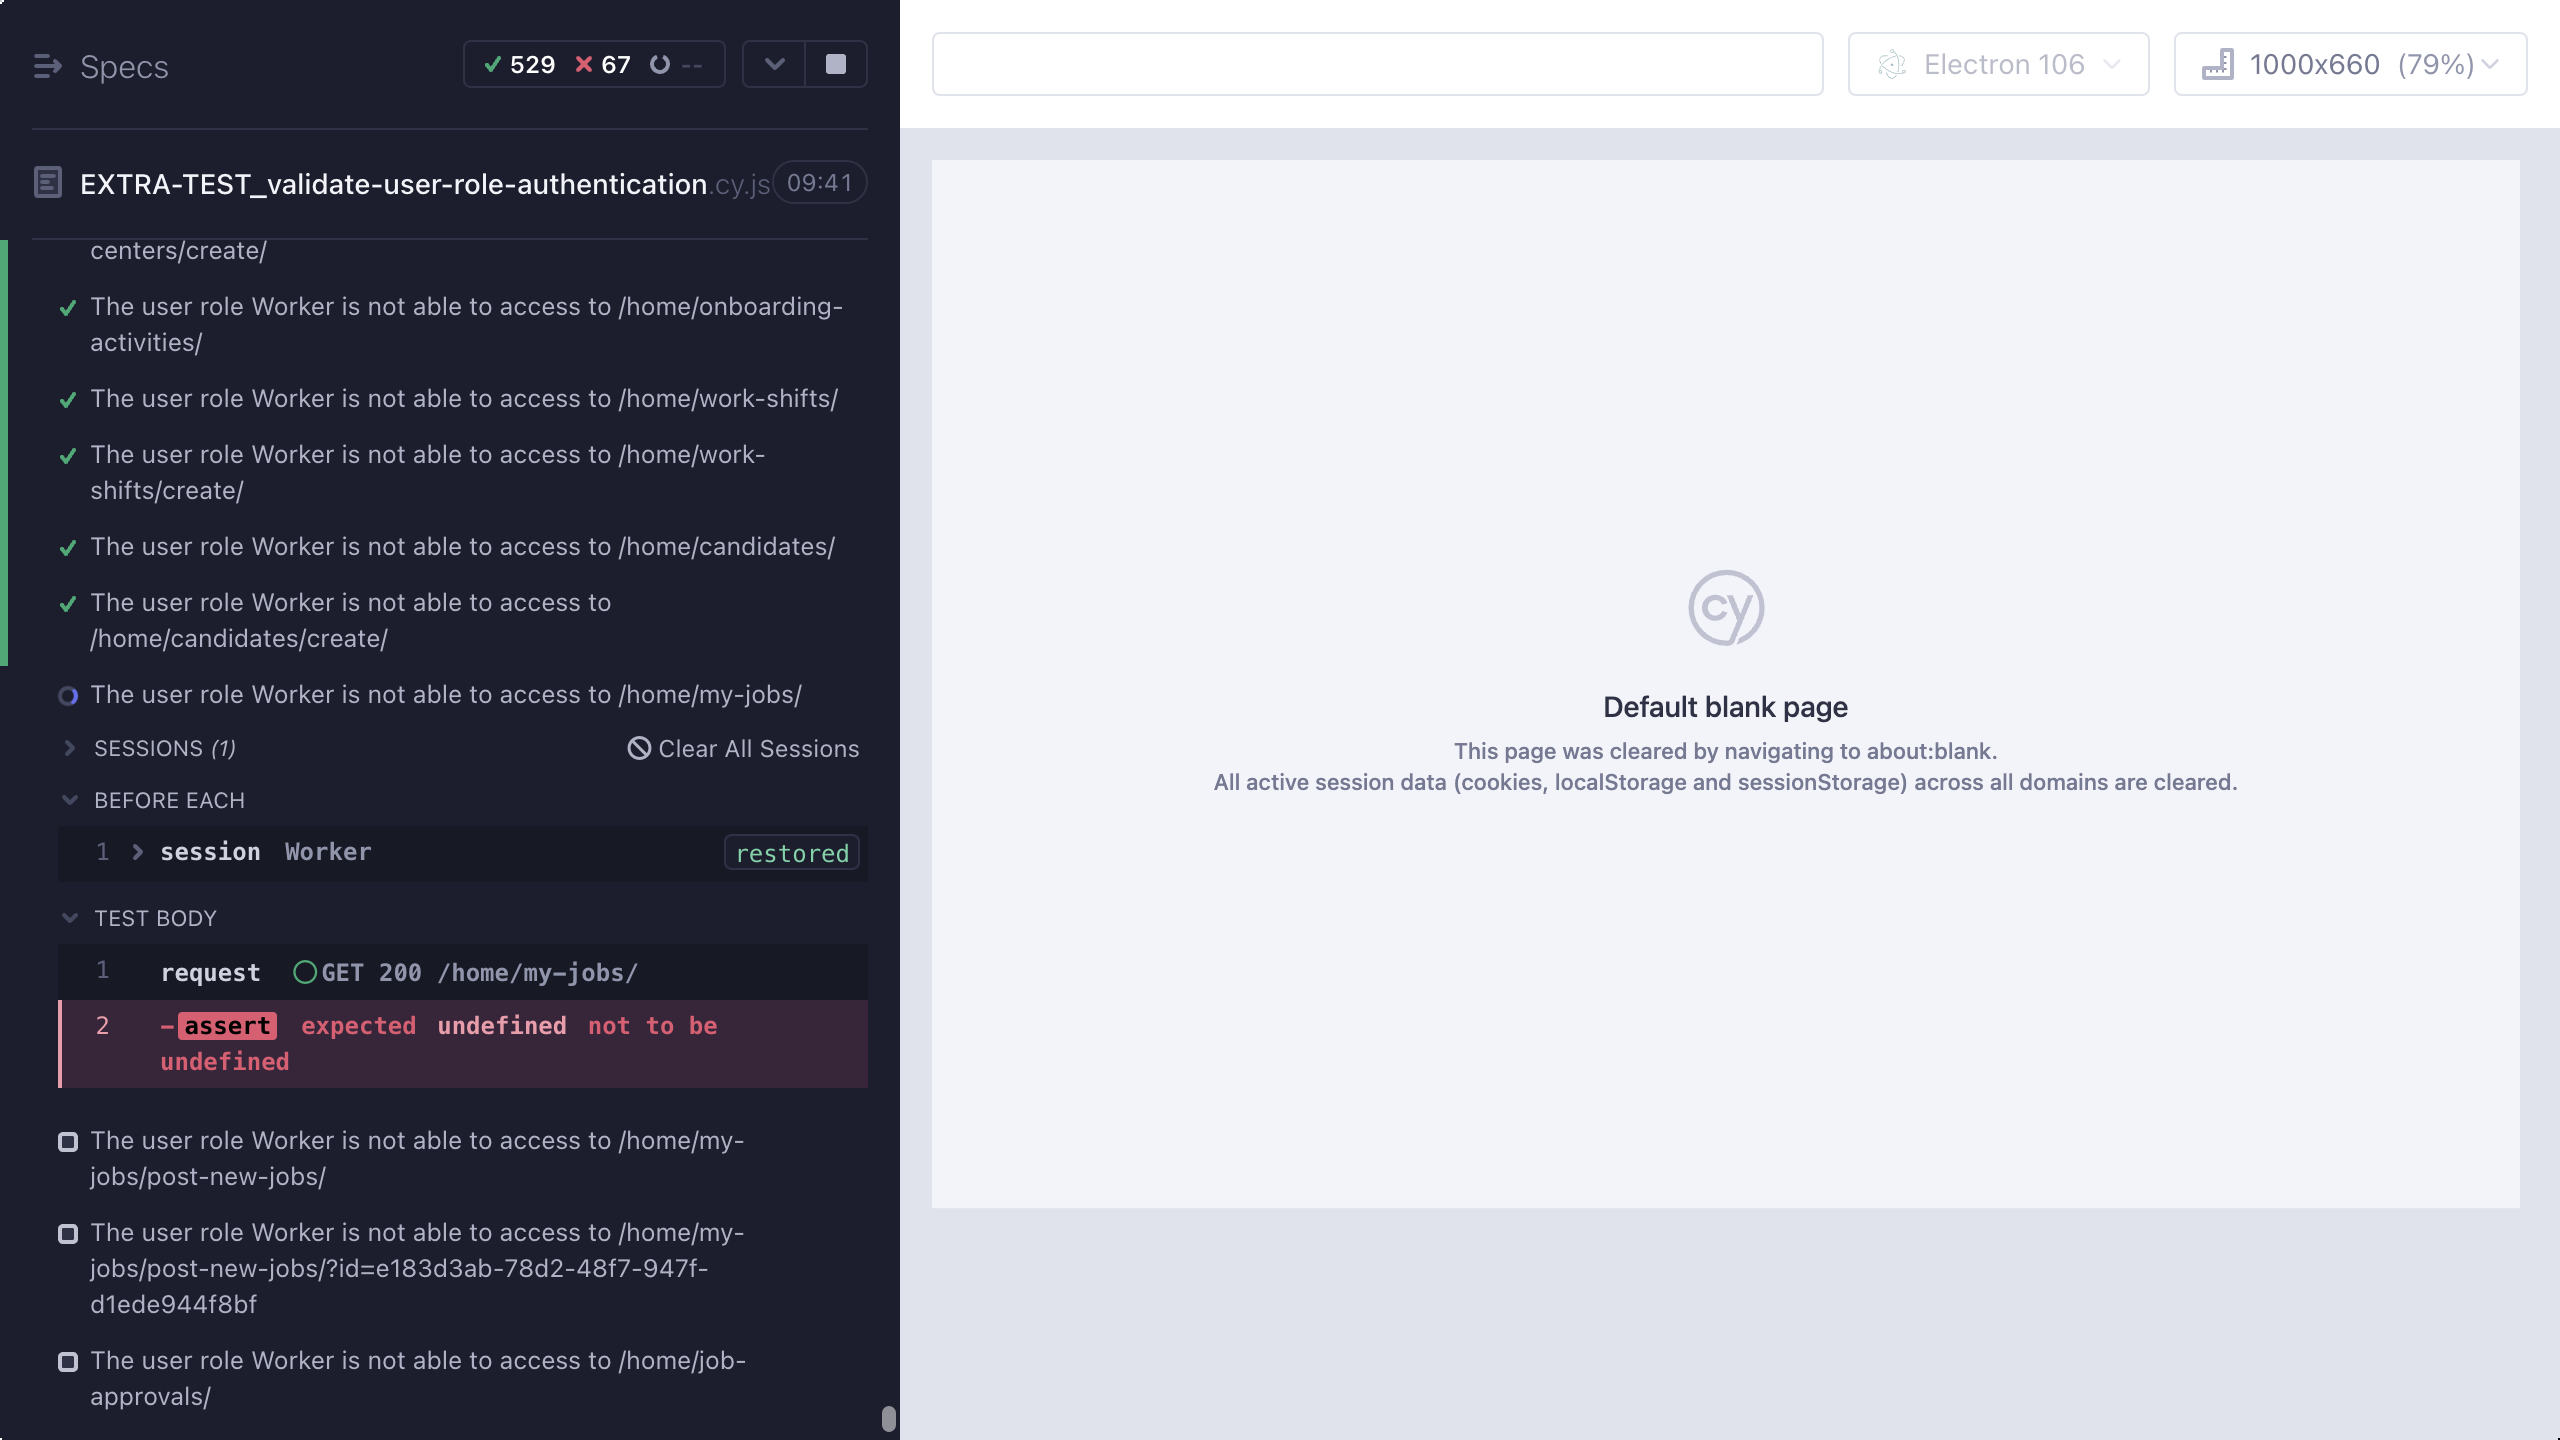 Specs
529 67 --
EXTRA-TEST_validate-user-role-authentication.cy.js 09:41
centers/create/
The user role Worker is not able to access to /home/onboarding-
activities/
The user role Worker is not able to access to /home/work-shifts/
The user role Worker is not able to access to /home/work-
shifts/create/
The user role Worker is not able to access to /home/candidates/
The user role Worker is not able to access to
/home/candidates/create/
The user role Worker is not able to access to /home/my-jobs/
SESSIONS (1) Clear All Sessions
BEFORE EACH
1 session Worker restored
TEST BODY
1 request GET 200 /home/my-jobs/
2 -assert expected undefined not to be
undefined
The user role Worker is not able to access to /home/my-
jobs/post-new-jobs/
The user role Worker is not able to access to /home/my-
jobs/post-new-jobs/?id=e183d3ab-78d2-48f7-947f-
d1ede944f8bf
The user role Worker is not able to access to /home/job-
approvals/
Electron 106
1000x660 (79%)
cy
Default blank page
This page was cleared by navigating to about:blank.
All active session data (cookies, localStorage and sessionStorage) across all domains are cleared.